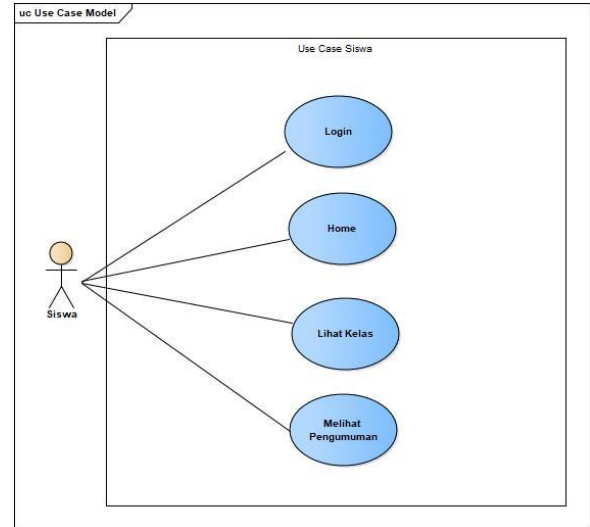 uc Use Case Model
Use Case Siswa
Login
Home
Siswa
Lihat Kelas
Melihat
Pengumuman